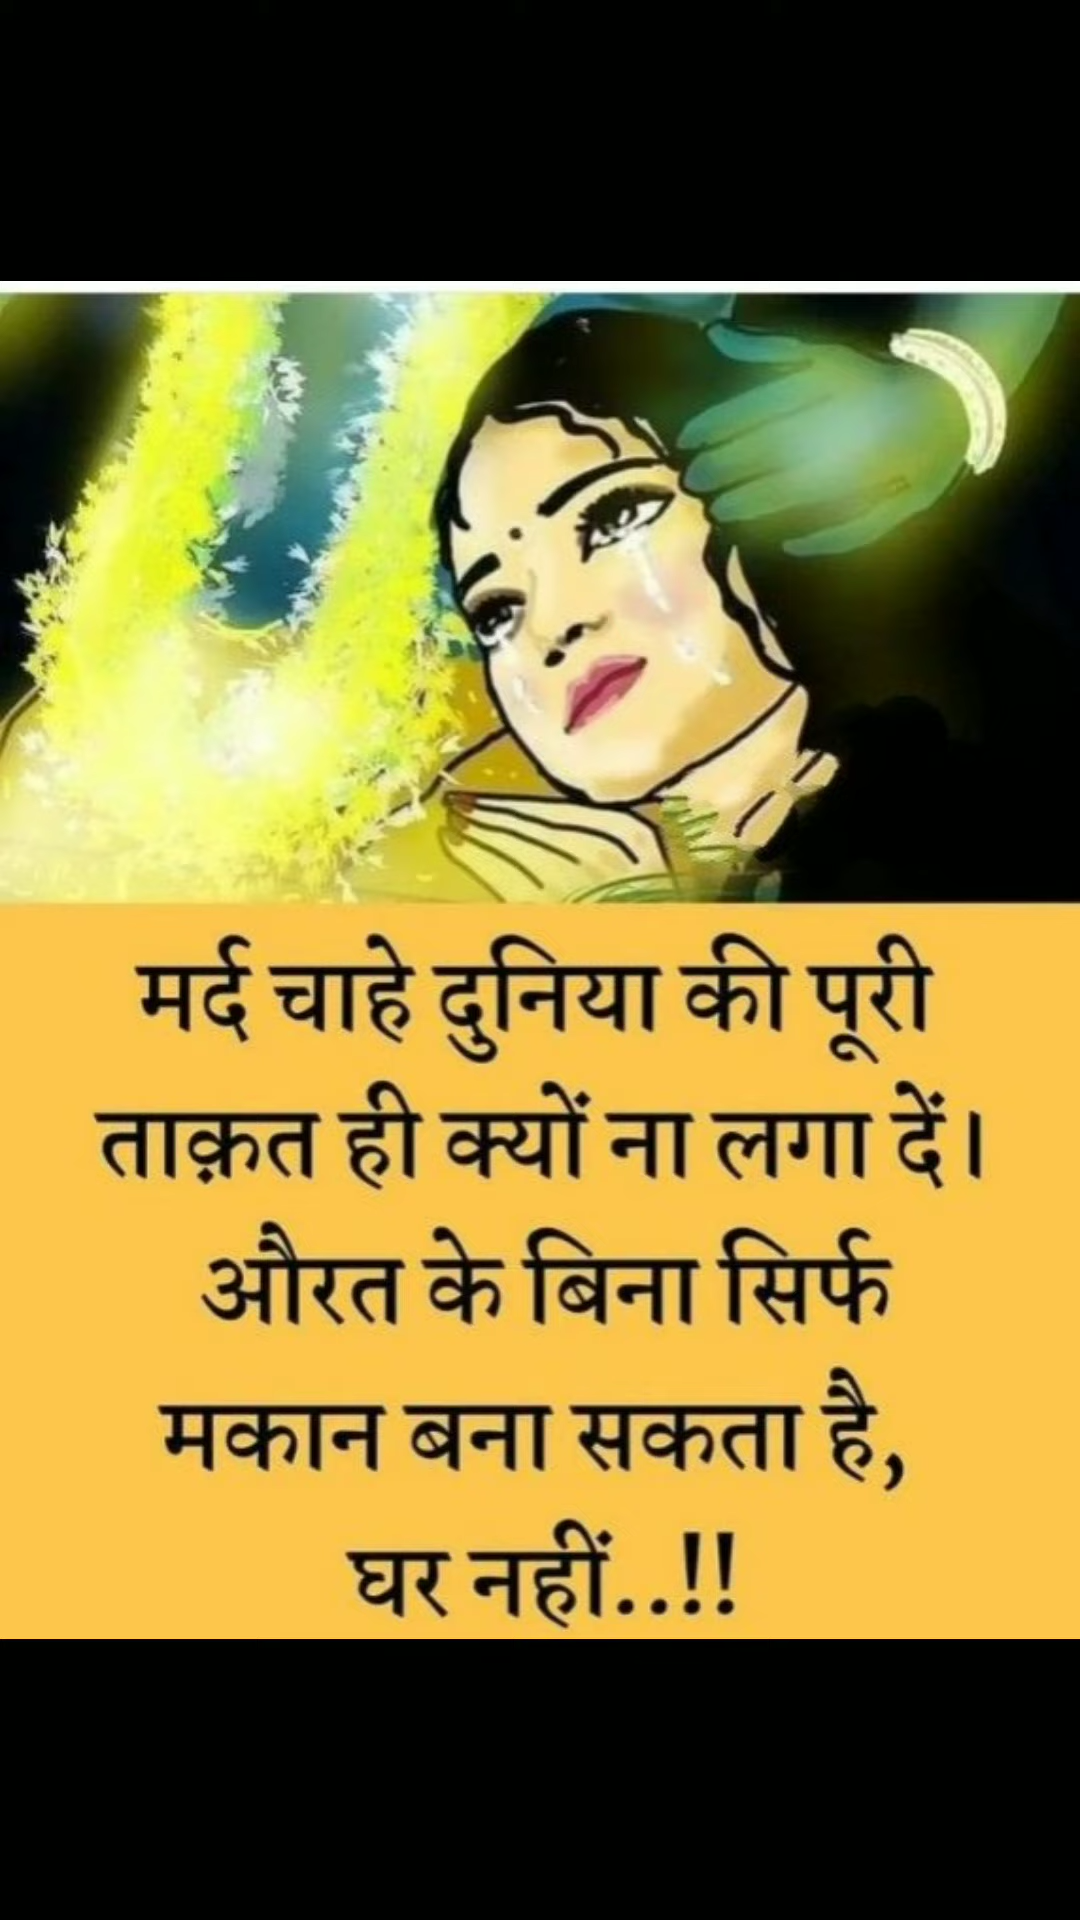 मर्द चाहे दुनिया की पूरी
ताक़त ही क्यों ना लगा दें।
औरत के बिना सिर्फ
मकान बना सकता है,
घर नहीं..!!